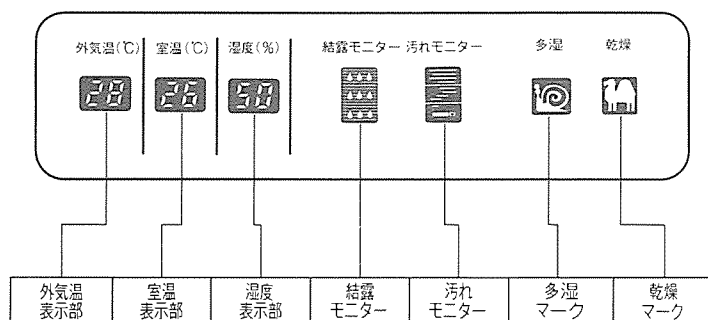 外気温(℃) 室温(℃) 湿度(%) 結露モニター 汚れモニター 多湿 乾燥
28 26 50
外気温 室温 湿度 結露 汚れ 多湿 乾燥
表示部 表示部 表示部 モニター モニター マーク マーク